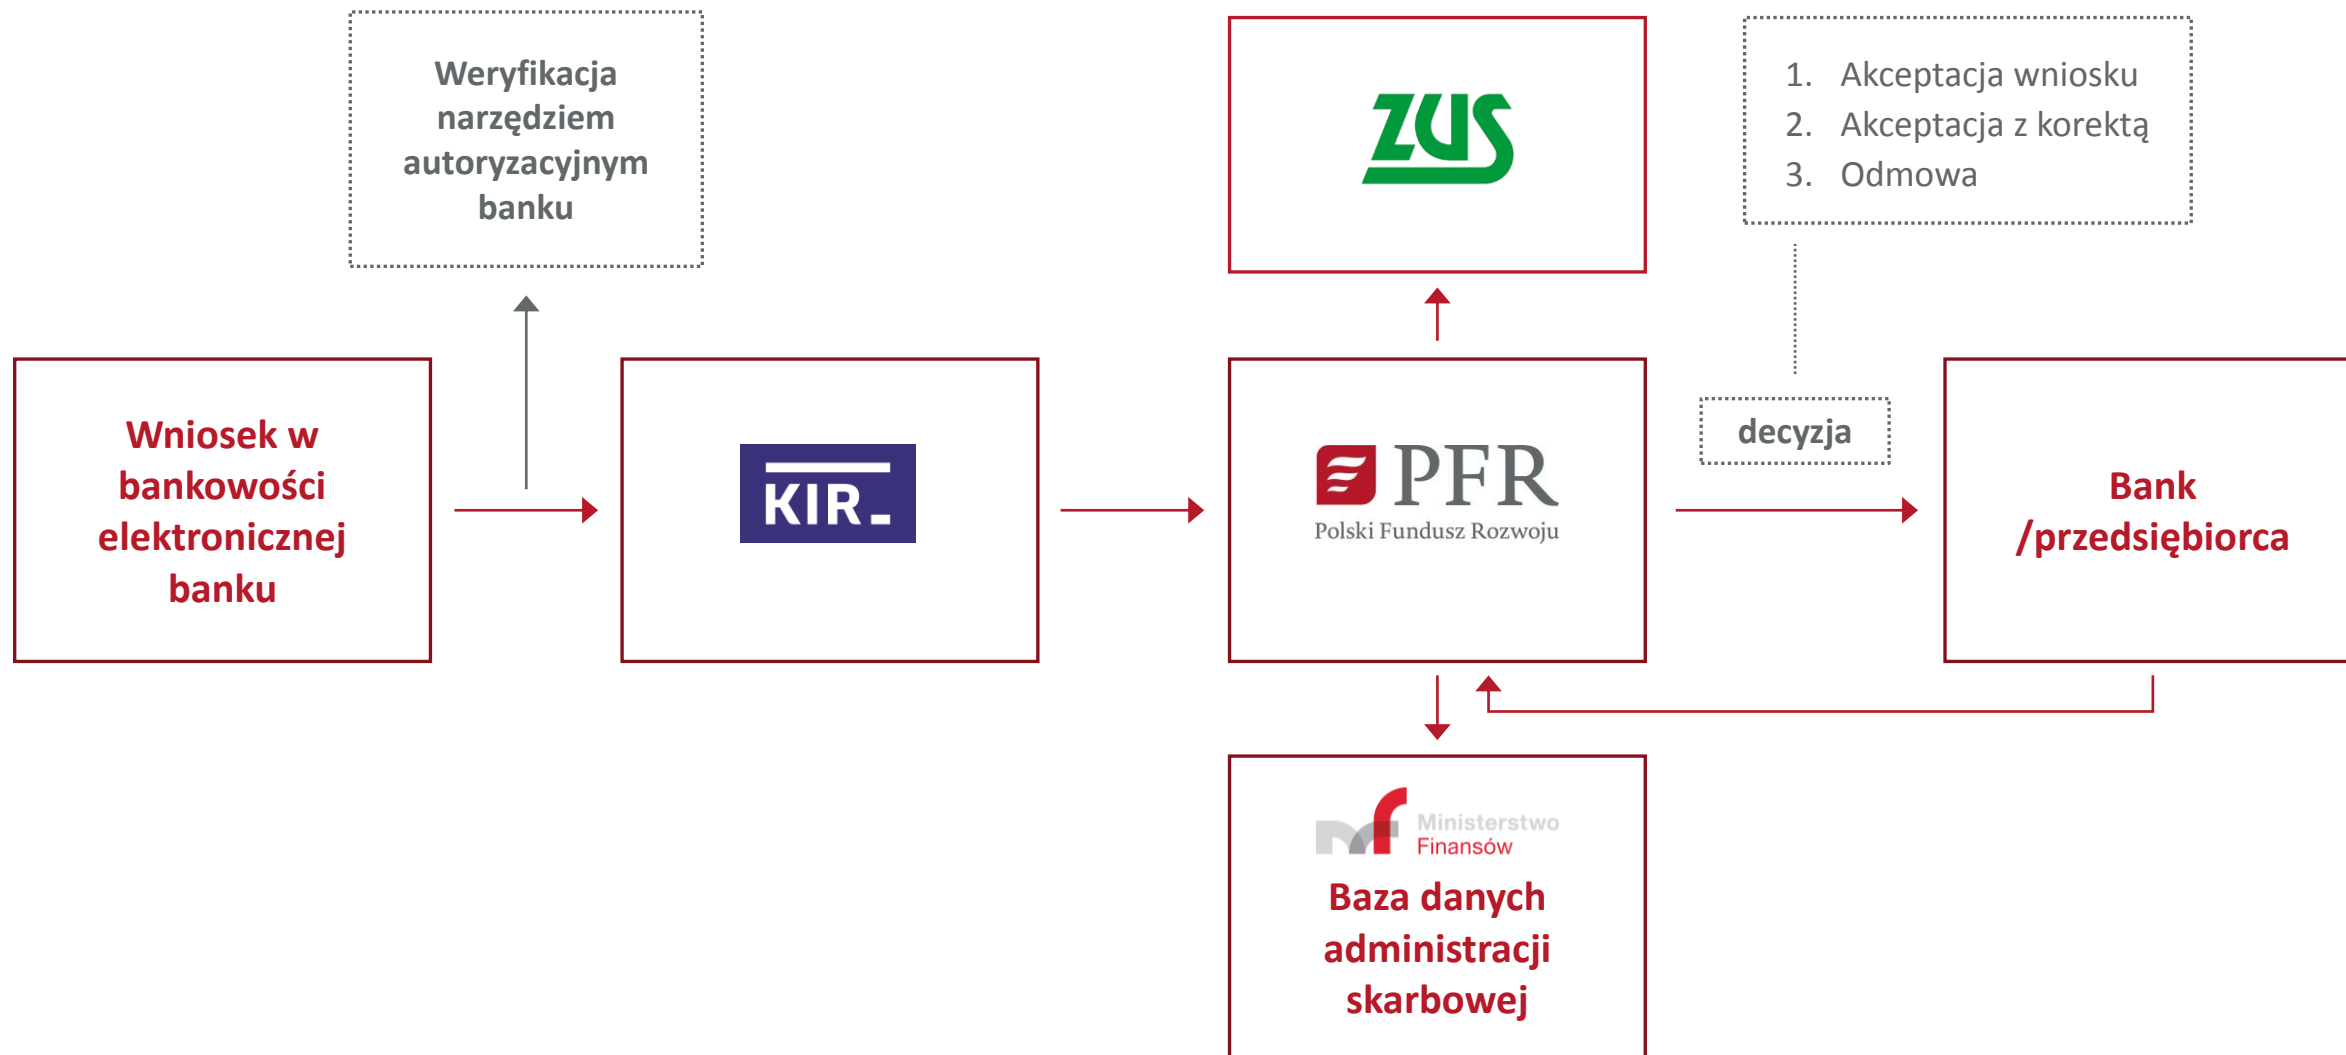 Weryfikacja
narzędziem
autoryzacyjnym
banku
ZUS
1. Akceptacja wniosku
2. Akceptacja z korektą
3. Odmowa
Wniosek w
bankowości
elektronicznej
banku
KIR
PFR
Polski Fundusz Rozwoju
decyzja
Bank
/przedsiębiorca
Ministerstwo
Finansów
Baza danych
administracji
skarbowej